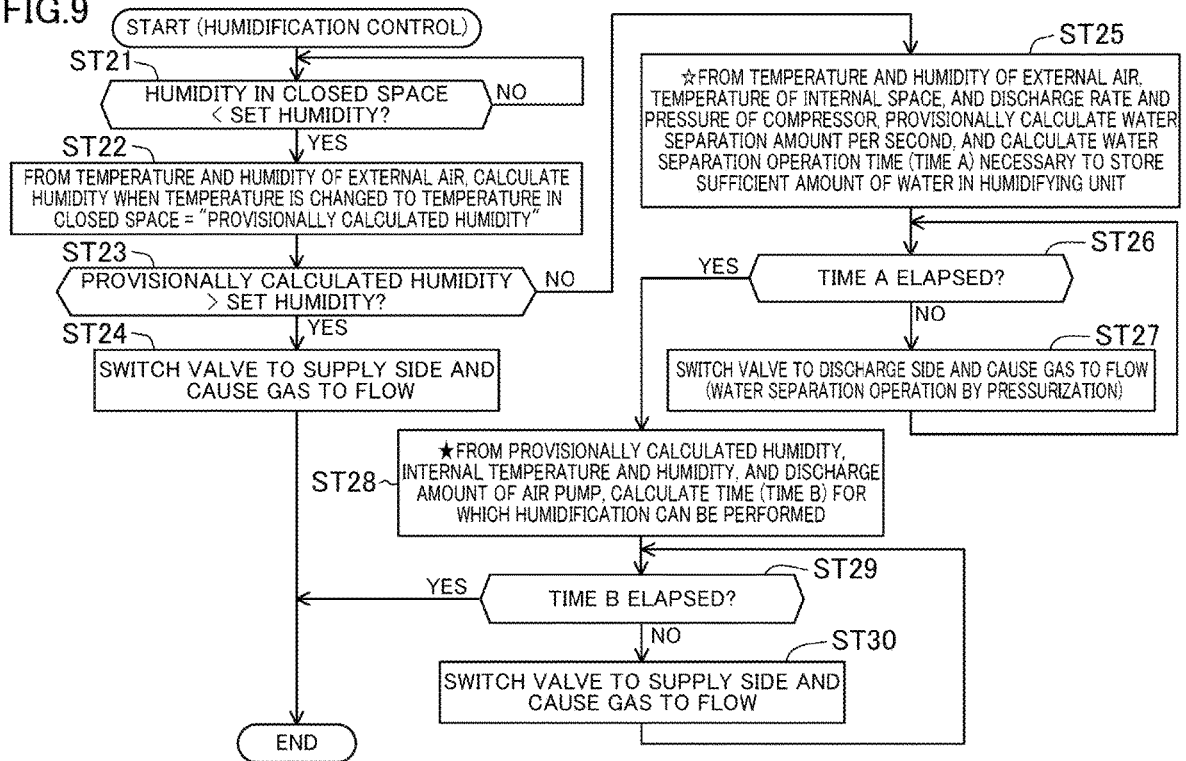 FIG.9
START (HUMIDIFICATION CONTROL)
ST21
HUMIDITY IN CLOSED SPACE
< SET HUMIDITY?
NO
YES
ST22
FROM TEMPERATURE AND HUMIDITY OF EXTERNAL AIR, CALCULATE
HUMIDITY WHEN TEMPERATURE IS CHANGED TO TEMPERATURE IN
CLOSED SPACE = "PROVISIONALLY CALCULATED HUMIDITY"
ST23
PROVISIONALLY CALCULATED HUMIDITY
> SET HUMIDITY?
NO
YES
ST24
SWITCH VALVE TO SUPPLY SIDE AND
CAUSE GAS TO FLOW
ST25
☆FROM TEMPERATURE AND HUMIDITY OF EXTERNAL AIR,
TEMPERATURE OF INTERNAL SPACE, AND DISCHARGE RATE AND
PRESSURE OF COMPRESSOR, PROVISIONALLY CALCULATE WATER
SEPARATION AMOUNT PER SECOND, AND CALCULATE WATER
SEPARATION OPERATION TIME (TIME A) NECESSARY TO STORE
SUFFICIENT AMOUNT OF WATER IN HUMIDIFYING UNIT
ST26
YES
TIME A ELAPSED?
NO
ST27
SWITCH VALVE TO DISCHARGE SIDE AND CAUSE GAS TO FLOW
(WATER SEPARATION OPERATION BY PRESSURIZATION)
ST28
★FROM PROVISIONALLY CALCULATED HUMIDITY,
INTERNAL TEMPERATURE AND HUMIDITY, AND DISCHARGE
AMOUNT OF AIR PUMP, CALCULATE TIME (TIME B) FOR
WHICH HUMIDIFICATION CAN BE PERFORMED
ST29
YES
TIME B ELAPSED?
NO
ST30
SWITCH VALVE TO SUPPLY SIDE AND
CAUSE GAS TO FLOW
END